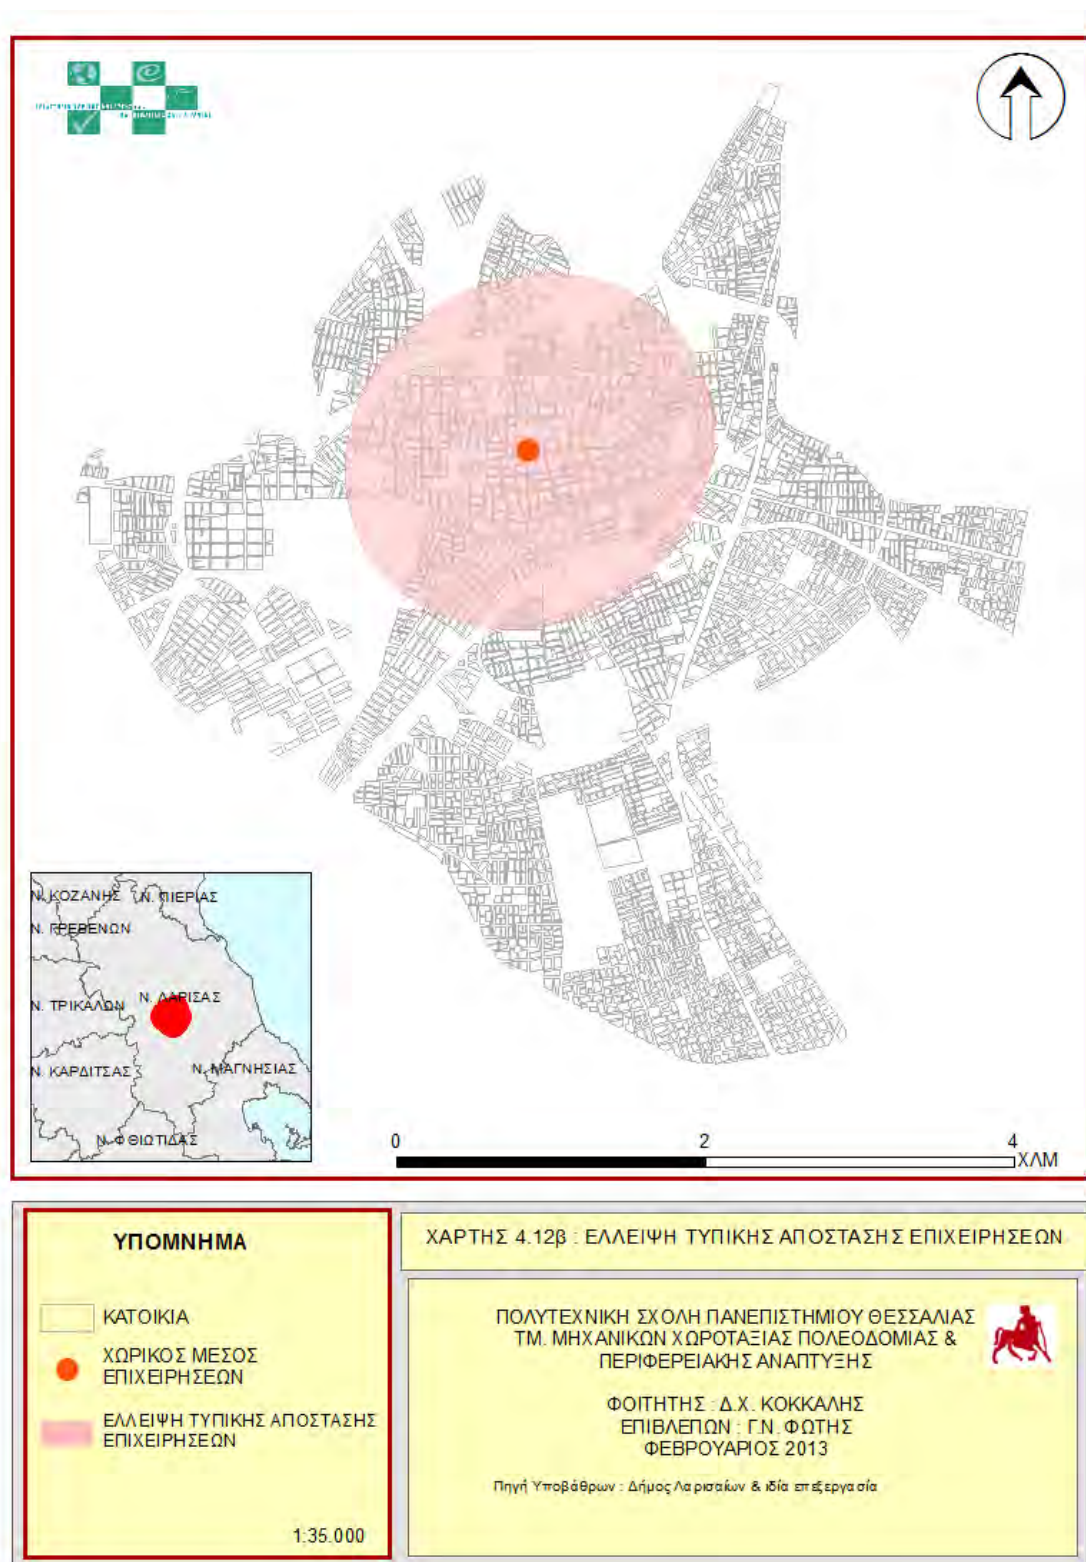 Ν. ΚΟΖΑΝΗΣ
Ν. ΠΙΕΡΙΑΣ
Ν. ΓΡΕΒΕΝΩΝ
Ν. ΤΡΙΚΑΛΩΝ
Ν. ΛΑΡΙΣΑΣ
Ν. ΚΑΡΔΙΤΣΑΣ
Ν. ΜΑΓΝΗΣΙΑΣ
Ν. ΦΘΙΩΤΙΔΑΣ
0 2 4
ΧΛΜ
ΥΠΟΜΝΗΜΑ
ΚΑΤΟΙΚΙΑ
ΧΩΡΙΚΟΣ ΜΕΣΟΣ
ΕΠΙΧΕΙΡΗΣΕΩΝ
ΕΛΛΕΙΨΗ ΤΥΠΙΚΗΣ ΑΠΟΣΤΑΣΗΣ
ΕΠΙΧΕΙΡΗΣΕΩΝ
1:35.000
ΧΑΡΤΗΣ 4.12β : ΕΛΛΕΙΨΗ ΤΥΠΙΚΗΣ ΑΠΟΣΤΑΣΗΣ ΕΠΙΧΕΙΡΗΣΕΩΝ
ΠΟΛΥΤΕΧΝΙΚΗ ΣΧΟΛΗ ΠΑΝΕΠΙΣΤΗΜΙΟΥ ΘΕΣΣΑΛΙΑΣ
ΤΜ. ΜΗΧΑΝΙΚΩΝ ΧΩΡΟΤΑΞΙΑΣ ΠΟΛΕΟΔΟΜΙΑΣ &
ΠΕΡΙΦΕΡΕΙΑΚΗΣ ΑΝΑΠΤΥΞΗΣ
ΦΟΙΤΗΤΗΣ : Δ.Χ. ΚΟΚΚΑΛΗΣ
ΕΠΙΒΛΕΠΩΝ : Γ.Ν. ΦΩΤΗΣ
ΦΕΒΡΟΥΑΡΙΟΣ 2013
Πηγή Υποβάθρων : Δήμος Λαρισαίων & ιδία επεξεργασία